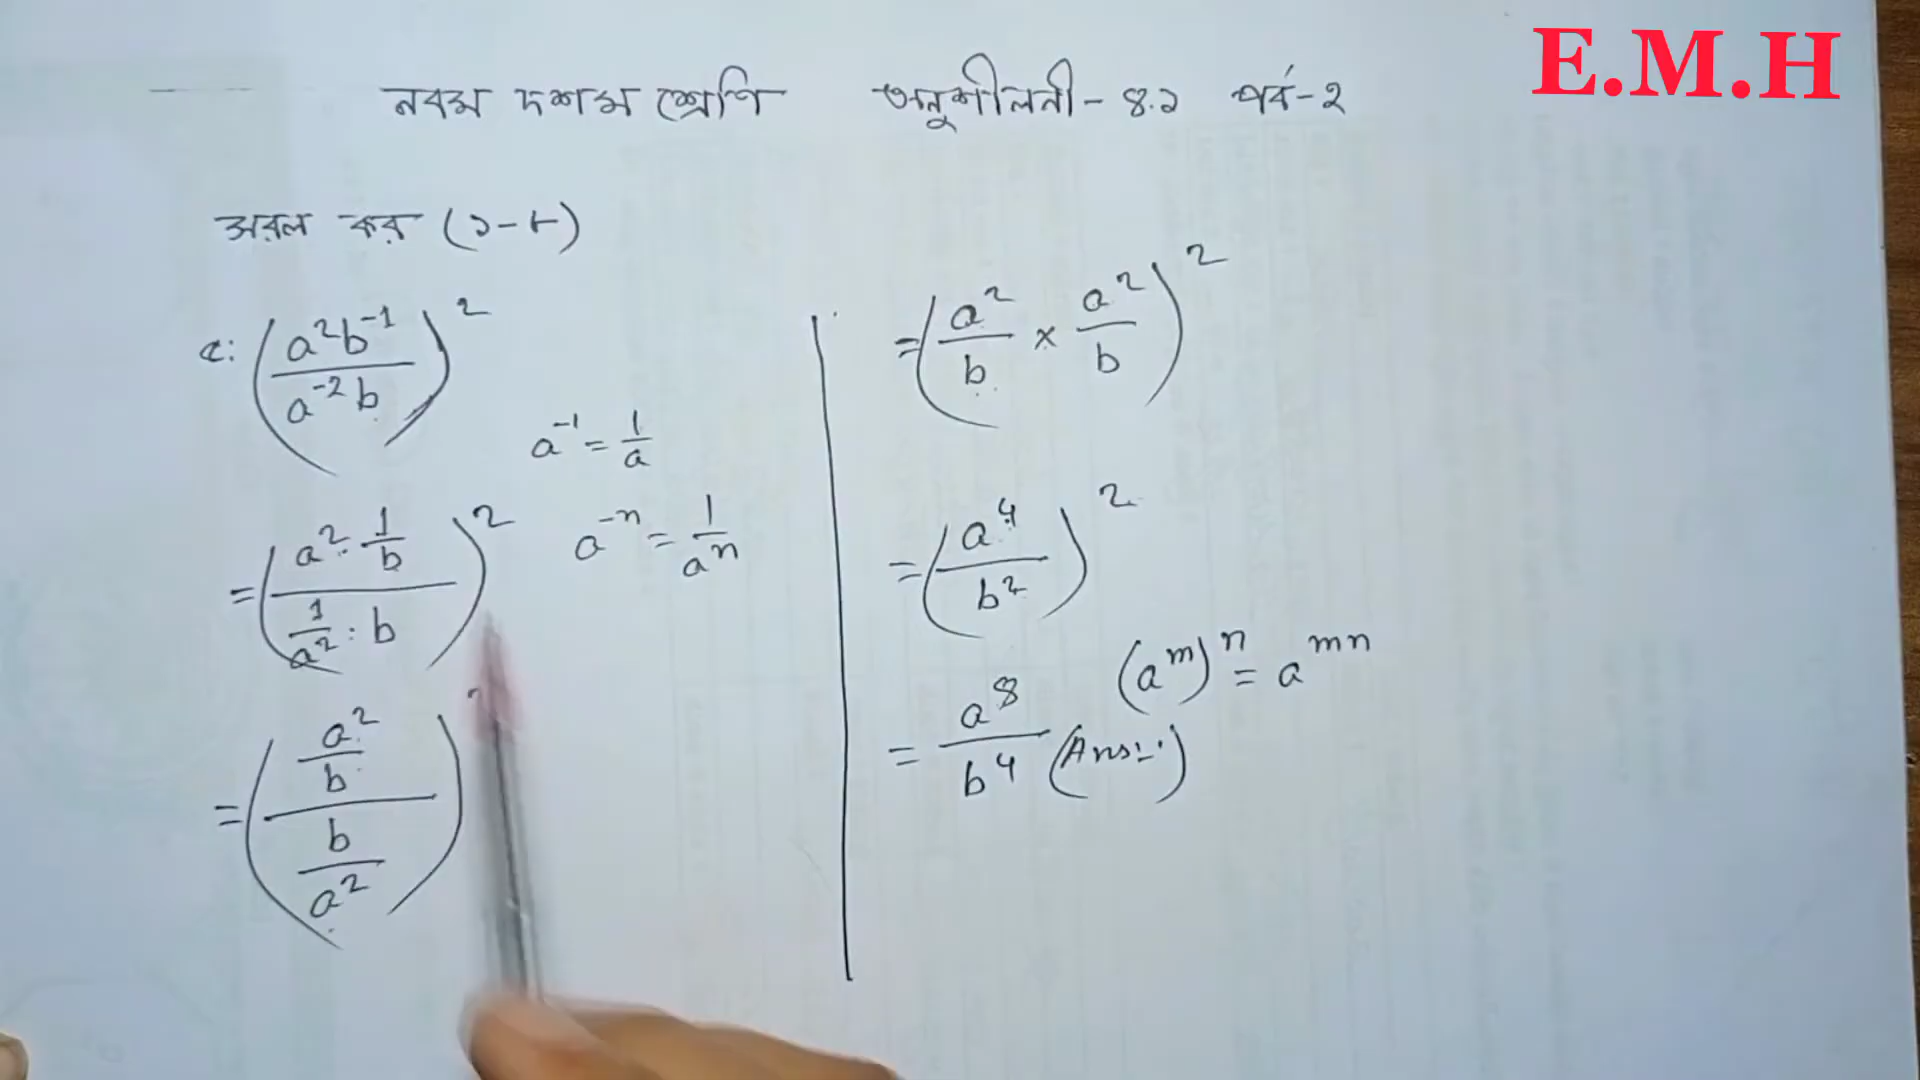 E.M.H
নবম দশম শ্রেণি অনুশীলনী - ৪.১ পর্ব - ২
সরল কর (১-৮)
৫: (a²b⁻¹ / a⁻²b)²
a⁻¹ = 1/a
= (a² · 1/b / 1/a² · b)²
a⁻ⁿ = 1/aⁿ
= (a²/b / b/a²)
= (a²/b × a²/b)²
= (a⁴/b²)²
(aᵐ)ⁿ = aᵐⁿ
= a⁸/b⁴ (Ans:)